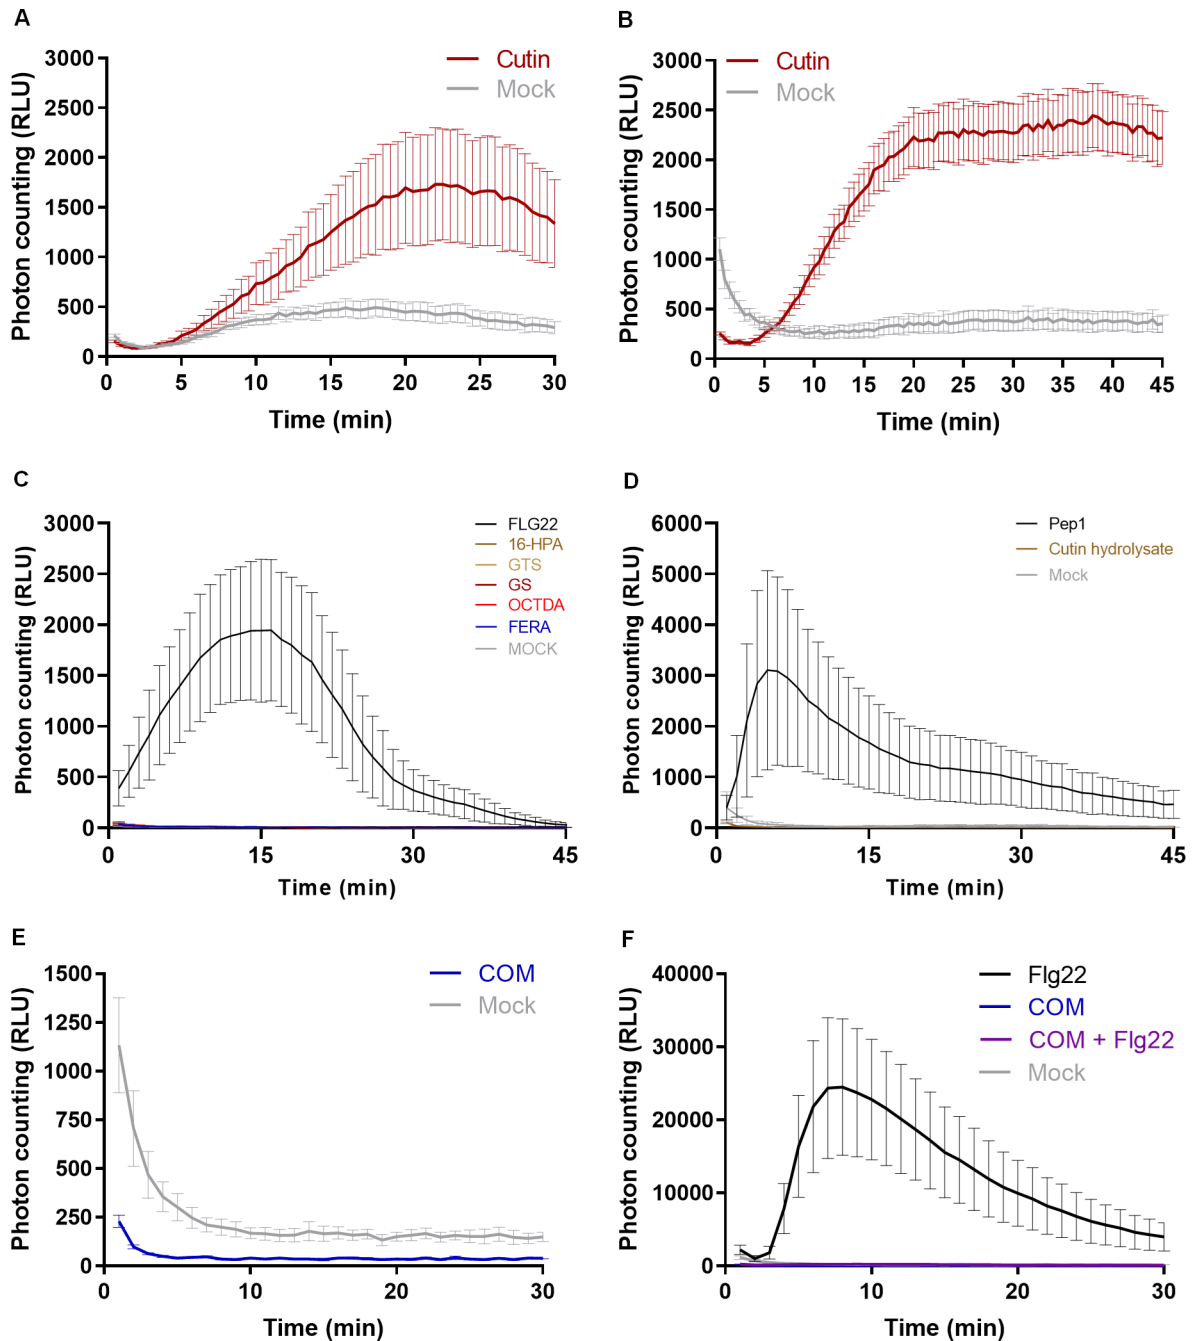 A
Photon counting (RLU)
3000
2500
2000
1500
1000
500
0
Cutin
Mock
0 5 10 15 20 25 30
Time (min)
B
Photon counting (RLU)
3000
2500
2000
1500
1000
500
0
Cutin
Mock
0 5 10 15 20 25 30 35 40 45
Time (min)
C
Photon counting (RLU)
3000
2500
2000
1500
1000
500
0
FLG22
16-HPA
GTS
GS
OCTDA
FERA
MOCK
0 15 30 45
Time (min)
D
Photon counting (RLU)
6000
5000
4000
3000
2000
1000
0
Pep1
Cutin hydrolysate
Mock
0 15 30 45
Time (min)
E
Photon counting (RLU)
1500
1250
1000
750
500
250
0
COM
Mock
0 10 20 30
Time (min)
F
Photon counting (RLU)
40000
30000
20000
10000
0
Flg22
COM
COM + Flg22
Mock
0 10 20 30
Time (min)